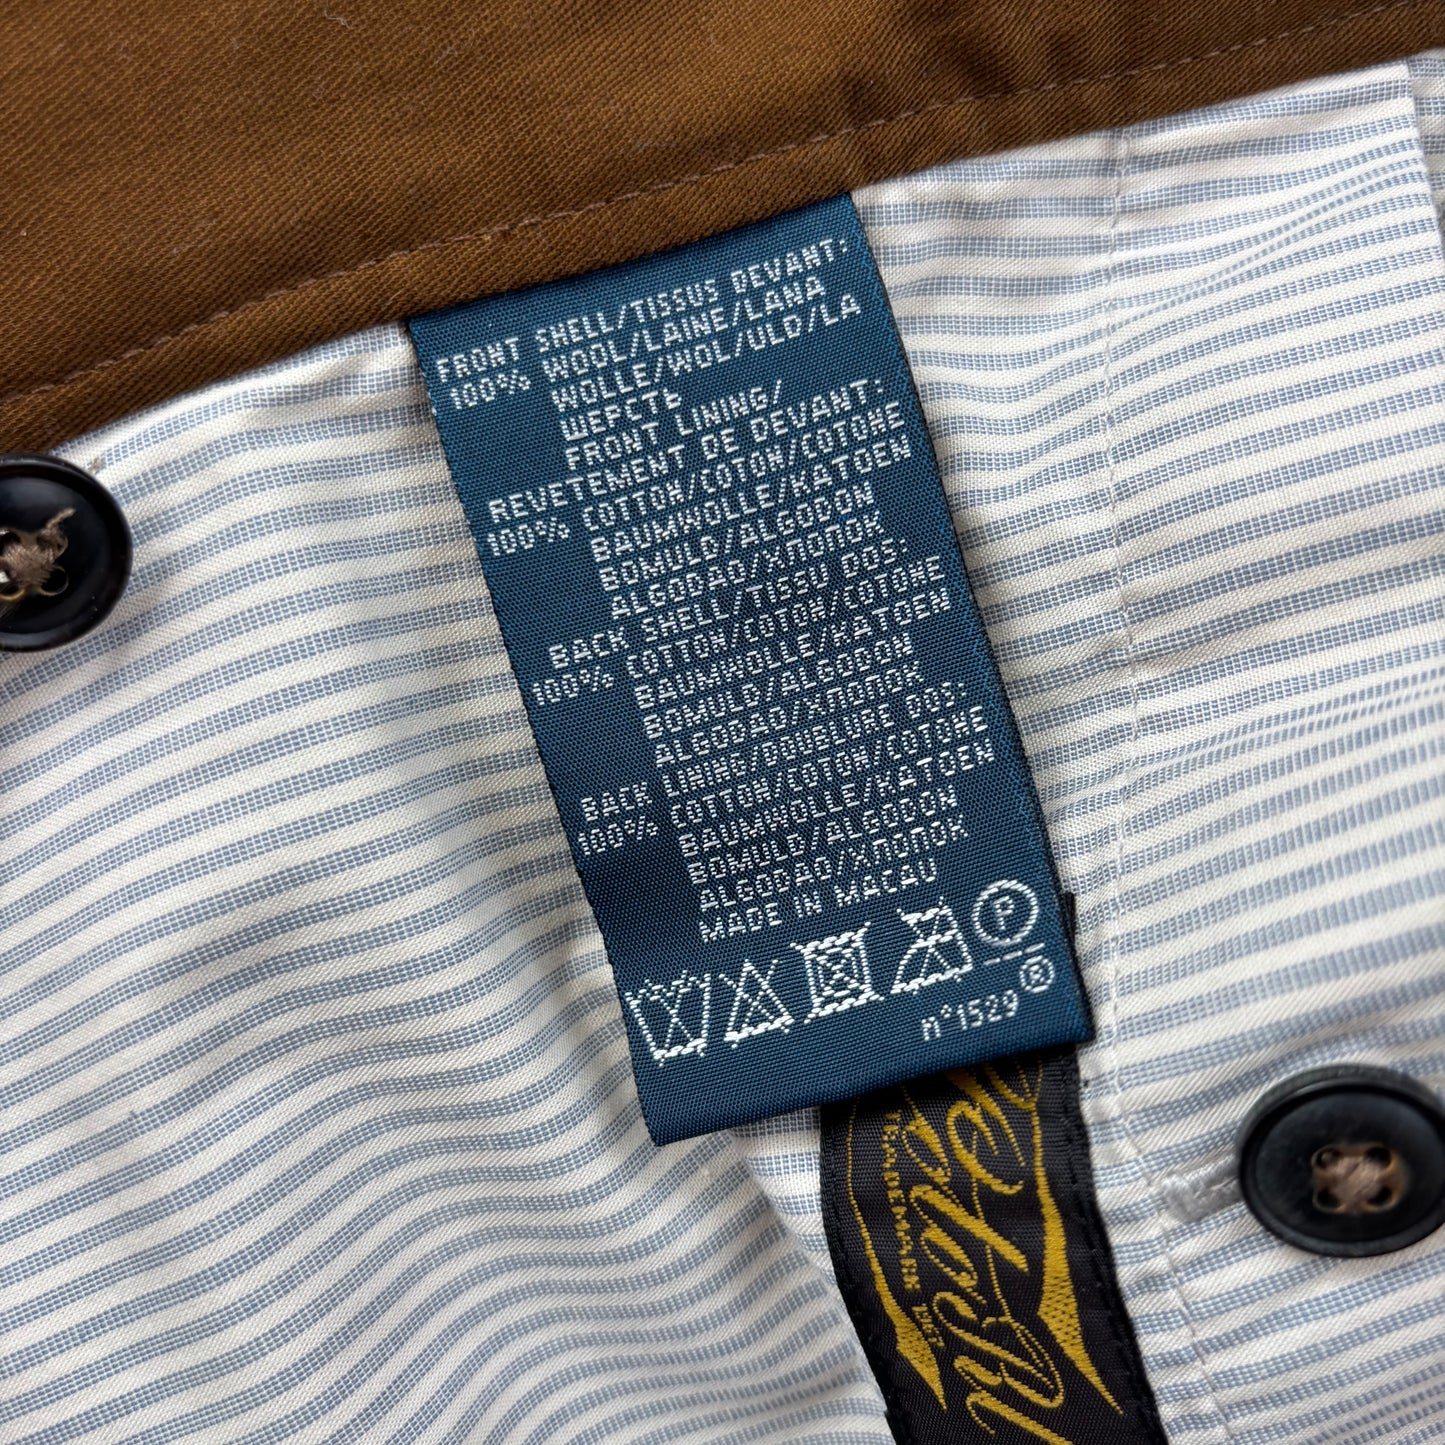 FRONT SHELL/TISSUS DEVANT:
100% WOOL/LAINE/LANA
WOLLE/WOL/ULD/LA
ШЕРСТЬ
FRONT LINING/
REVETEMENT DE DEVANT:
100% COTTON/COTON/COTONE
BAUMWOLLE/KATOEN
BOMULD/ALGODON
ALGODAO/ХЛОПОК
BACK SHELL/TISSU DOS:
100% COTTON/COTON/COTONE
BAUMWOLLE/KATOEN
BOMULD/ALGODON
ALGODAO/ХЛОПОК
BACK LINING/DOUBLURE DOS:
100% COTTON/COTON/COTONE
BAUMWOLLE/KATOEN
BOMULD/ALGODON
ALGODAO/ХЛОПОК
MADE IN MACAU
P
n°1529 ®
TRADEMARK